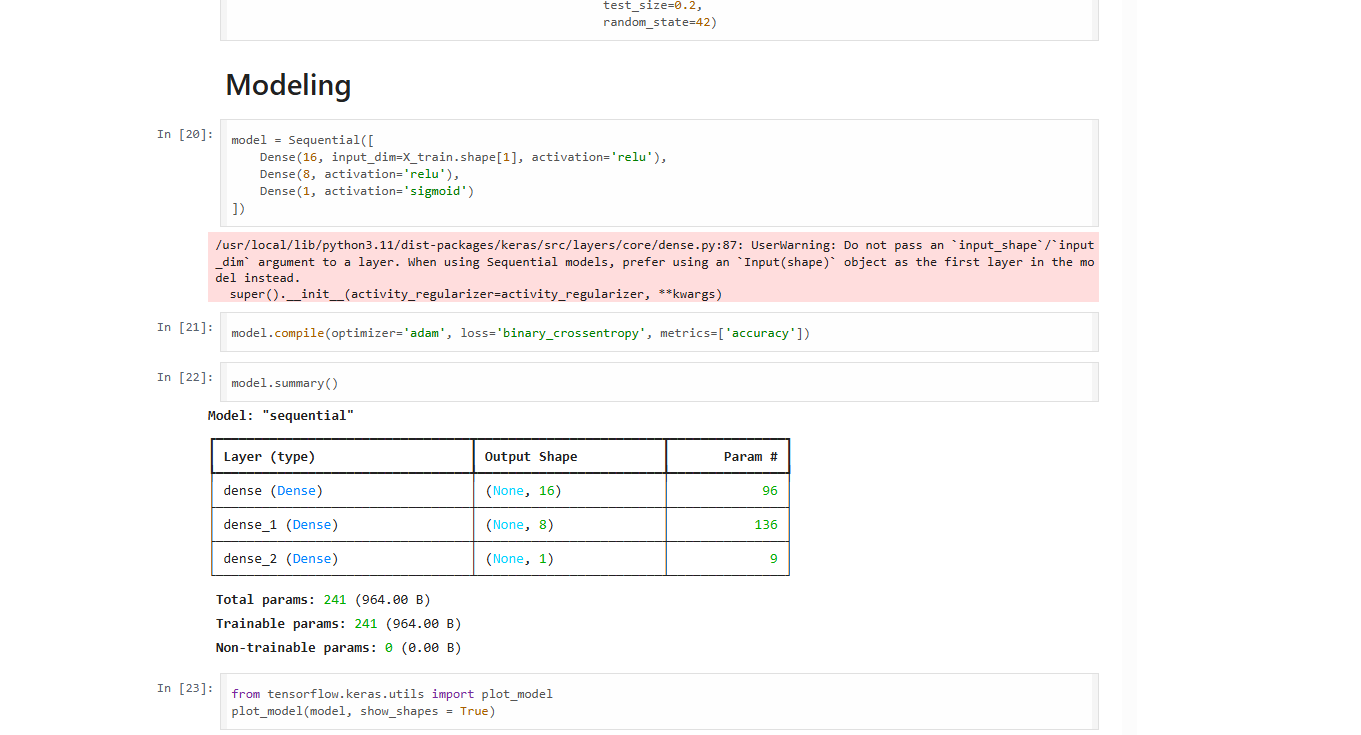 test_size=0.2,
random_state=42)
Modeling
In [20]:
model = Sequential([
    Dense(16, input_dim=X_train.shape[1], activation='relu'),
    Dense(8, activation='relu'),
    Dense(1, activation='sigmoid')
])
/usr/local/lib/python3.11/dist-packages/keras/src/layers/core/dense.py:87: UserWarning: Do not pass an `input_shape`/`input
_dim` argument to a layer. When using Sequential models, prefer using an `Input(shape)` object as the first layer in the mo
del instead.
  super().__init__(activity_regularizer=activity_regularizer, **kwargs)
In [21]:
model.compile(optimizer='adam', loss='binary_crossentropy', metrics=['accuracy'])
In [22]:
model.summary()
Model: "sequential"
Layer (type) Output Shape Param #
dense (Dense) (None, 16) 96
dense_1 (Dense) (None, 8) 136
dense_2 (Dense) (None, 1) 9
Total params: 241 (964.00 B)
Trainable params: 241 (964.00 B)
Non-trainable params: 0 (0.00 B)
In [23]:
from tensorflow.keras.utils import plot_model
plot_model(model, show_shapes = True)